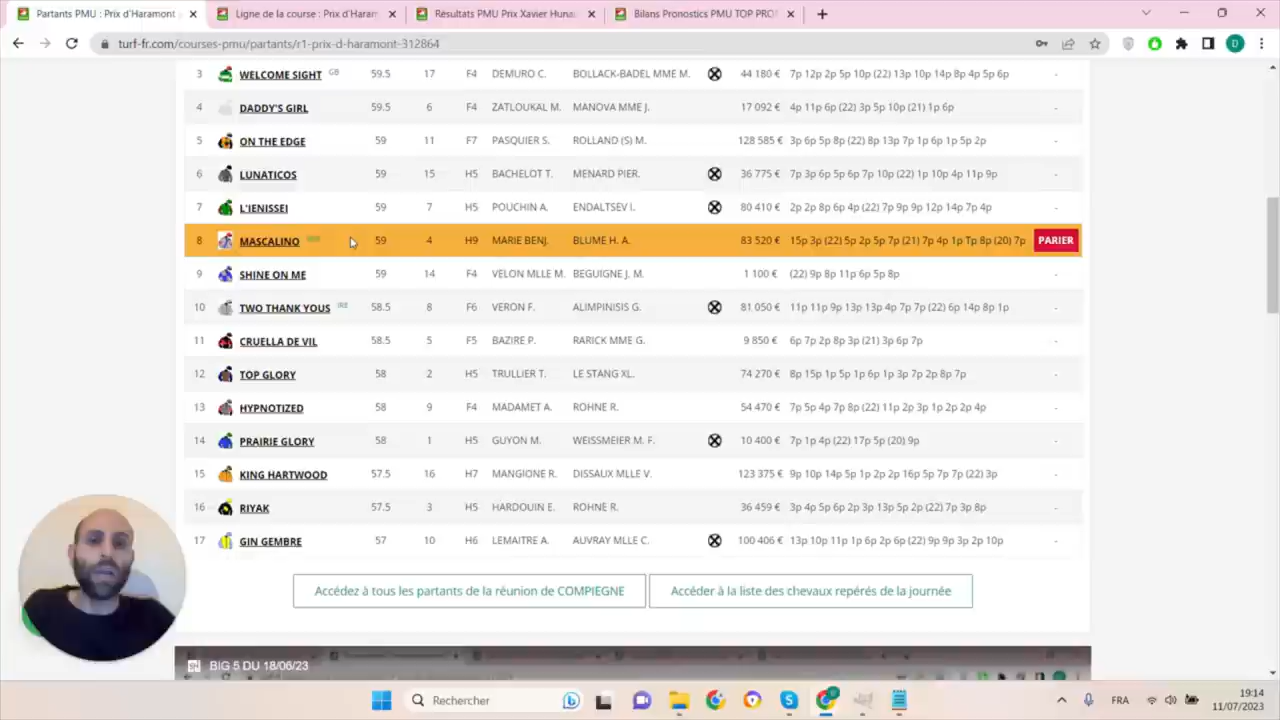 Partants PMU : Prix d'Haramont
Ligne de la course : Prix d'Haram
Résultats PMU Prix Xavier Huna
Bilans Pronostics PMU TOP PRO
turf-fr.com/courses-pmu/partants/r1-prix-d-haramont-312864
3 WELCOME SIGHT GB 59.5 17 F4 DEMURO C. BOLLACK-BADEL MME M. 44 180 € 7p 12p 2p 5p 10p (22) 13p 10p 14p 8p 4p 5p 6p -
4 DADDY'S GIRL 59.5 6 F4 ZATLOUKAL M. MANOVA MME J. 17 092 € 4p 11p 6p (22) 3p 5p 10p (21) 1p 6p -
5 ON THE EDGE 59 11 F7 PASQUIER S. ROLLAND (S) M. 128 585 € 3p 6p 5p 8p (22) 8p 13p 7p 1p 6p 1p 5p 2p -
6 LUNATICOS 59 15 H5 BACHELOT T. MENARD PIER. 36 775 € 7p 3p 6p 5p 6p 7p 10p (22) 1p 10p 4p 11p 9p -
7 L'IENISSEI 59 7 H5 POUCHIN A. ENDALTSEV I. 80 410 € 2p 2p 8p 6p 4p (22) 7p 9p 9p 12p 14p 7p 4p -
8 MASCALINO 59 4 H9 MARIE BENJ. BLUME H. A. 83 520 € 15p 3p (22) 5p 2p 5p 7p (21) 7p 4p 1p Tp 8p (20) 7p PARIER
9 SHINE ON ME 59 14 F4 VELON MLLE M. BEGUIGNE J. M. 1 100 € (22) 9p 8p 11p 6p 5p 8p -
10 TWO THANK YOUS IRE 58.5 8 F6 VERON F. ALIMPINISIS G. 81 050 € 11p 11p 9p 13p 13p 4p 7p 7p (22) 6p 14p 8p 1p -
11 CRUELLA DE VIL 58.5 5 F5 BAZIRE P. RARICK MME G. 9 850 € 6p 7p 2p 8p 3p (21) 3p 6p 7p -
12 TOP GLORY 58 2 H5 TRULLIER T. LE STANG XL. 74 270 € 8p 15p 1p 5p 1p 6p 1p 3p 7p 2p 8p 7p -
13 HYPNOTIZED 58 9 F4 MADAMET A. ROHNE R. 54 470 € 7p 5p 4p 7p 8p (22) 11p 2p 3p 1p 2p 2p 4p -
14 PRAIRIE GLORY 58 1 H5 GUYON M. WEISSMEIER M. F. 10 400 € 7p 1p 4p (22) 17p 5p (20) 9p -
15 KING HARTWOOD 57.5 16 H7 MANGIONE R. DISSAUX MLLE V. 123 375 € 9p 10p 14p 5p 1p 2p 2p 16p 5p 7p 7p (22) 3p -
16 RIYAK 57.5 3 H5 HARDOUIN E. ROHNE R. 36 459 € 3p 4p 5p 6p 2p 3p 13p 5p 2p (22) 7p 3p 8p -
17 GIN GEMBRE 57 10 H6 LEMAITRE A. AUVRAY MLLE C. 100 406 € 13p 10p 11p 1p 6p 2p 6p (22) 9p 9p 3p 2p 10p -
Accédez à tous les partants de la réunion de COMPIEGNE
Accéder à la liste des chevaux repérés de la journée
BIG 5 DU 18/06/23
Rechercher
FRA
19:14
11/07/2023